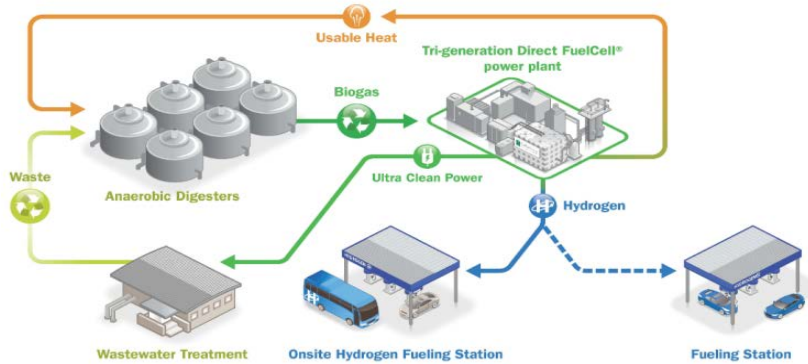 Usable Heat
Tri-generation Direct FuelCell®
power plant
Biogas
Waste
Ultra Clean Power
Anaerobic Digesters
Hydrogen
Wastewater Treatment
Onsite Hydrogen Fueling Station
Fueling Station